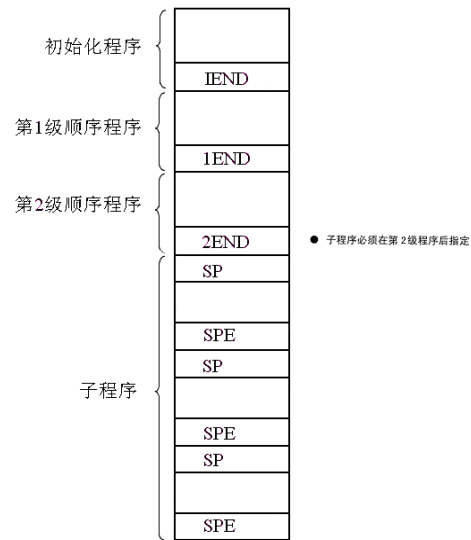 初始化程序
IEND
第1级顺序程序
1END
第2级顺序程序
2END
● 子程序必须在第2级程序后指定
SP
SPE
SP
子程序
SPE
SP
SPE